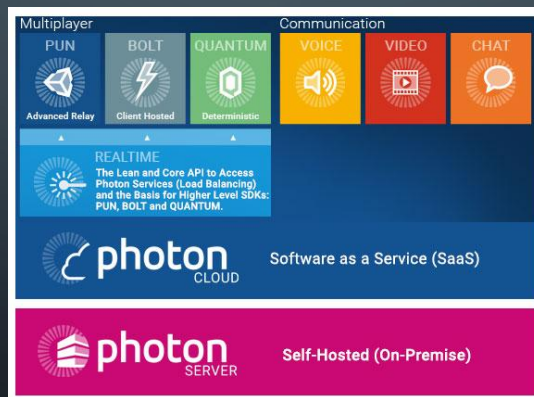 Multiplayer
Communication
PUN
BOLT
QUANTUM
VOICE
VIDEO
CHAT
Advanced Relay
Client Hosted
Deterministic
REALTIME
The Lean and Core API to Access
Photon Services (Load Balancing)
and the Basis for Higher Level SDKs:
PUN, BOLT and QUANTUM.
photon
CLOUD
Software as a Service (SaaS)
photon
SERVER
Self-Hosted (On-Premise)